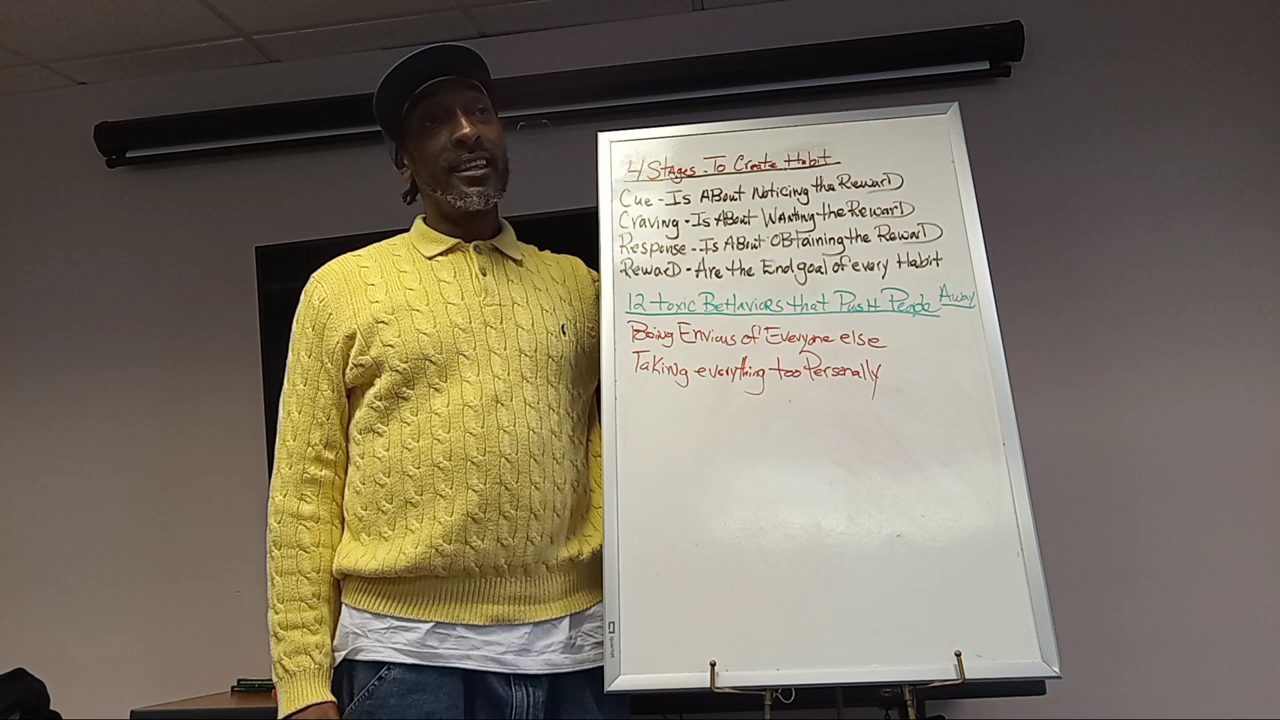 4 Stages To Create Habit
Cue - Is About Noticing the Reward
Craving - Is About Wanting the Reward
Response - Is About Obtaining the Reward
Reward - Are the End goal of every Habit
12 toxic Behaviors that Push People Away
Being Envious of Everyone else
Taking everything too Personally
quartet